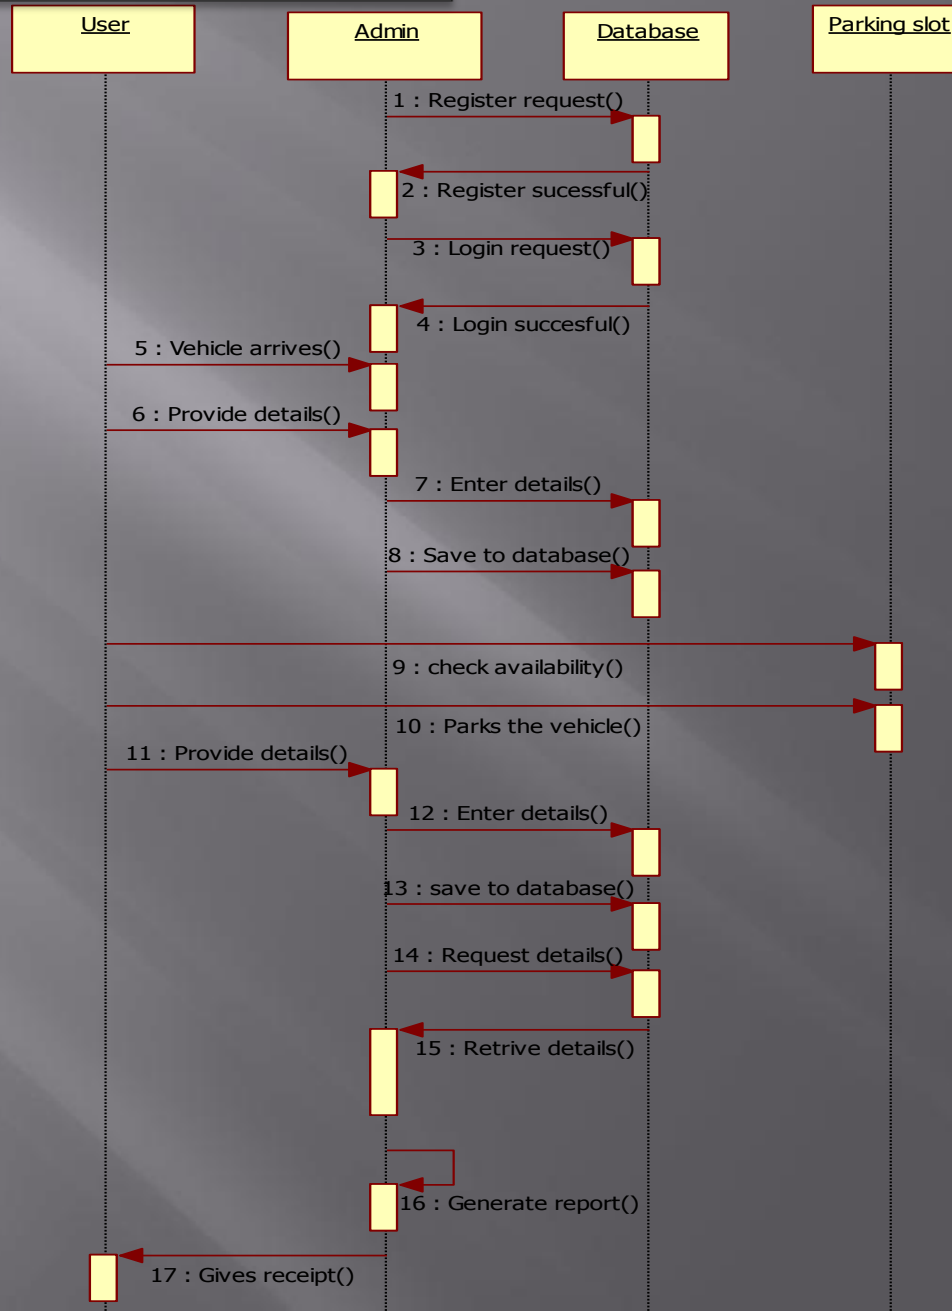 User
Admin
Database
Parking slot
1 : Register request()
2 : Register sucessful()
3 : Login request()
4 : Login succesful()
5 : Vehicle arrives()
6 : Provide details()
7 : Enter details()
8 : Save to database()
9 : check availability()
10 : Parks the vehicle()
11 : Provide details()
12 : Enter details()
13 : save to database()
14 : Request details()
15 : Retrive details()
16 : Generate report()
17 : Gives receipt()